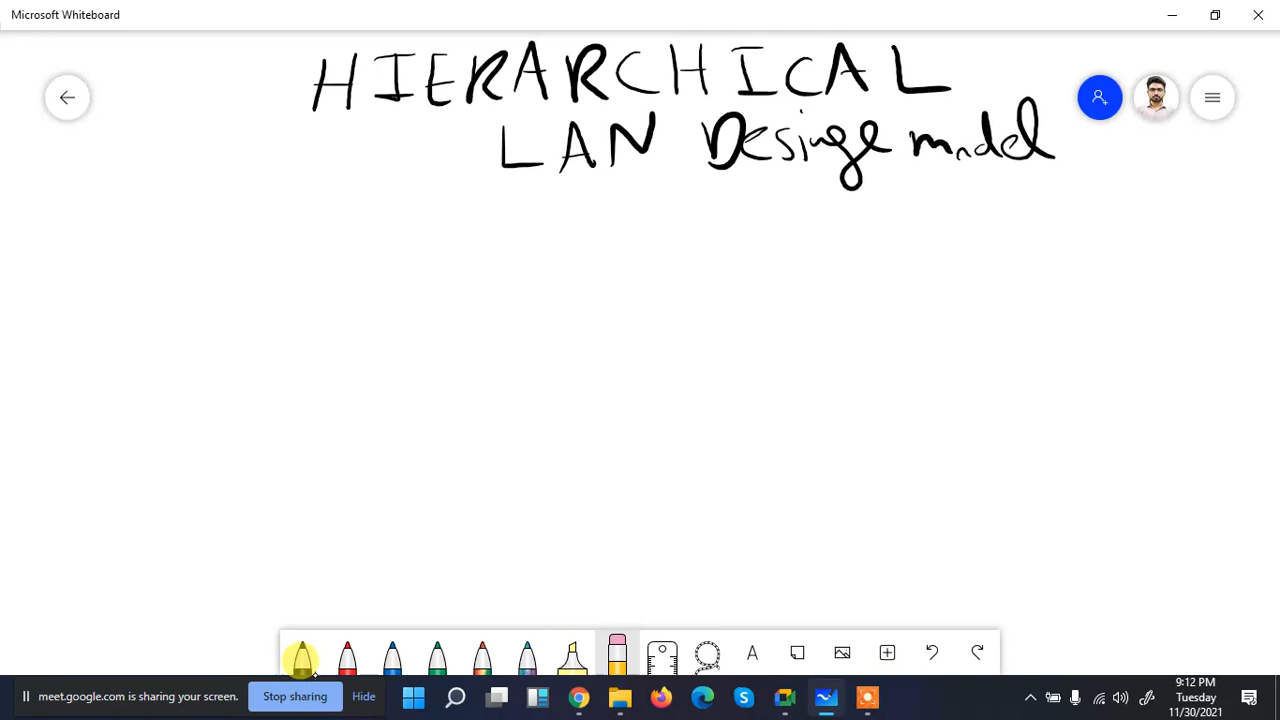 Microsoft Whiteboard
HIERARCHICAL
LAN Desinge model
A
meet.google.com is sharing your screen.
Stop sharing
Hide
9:12 PM
Tuesday
11/30/2021